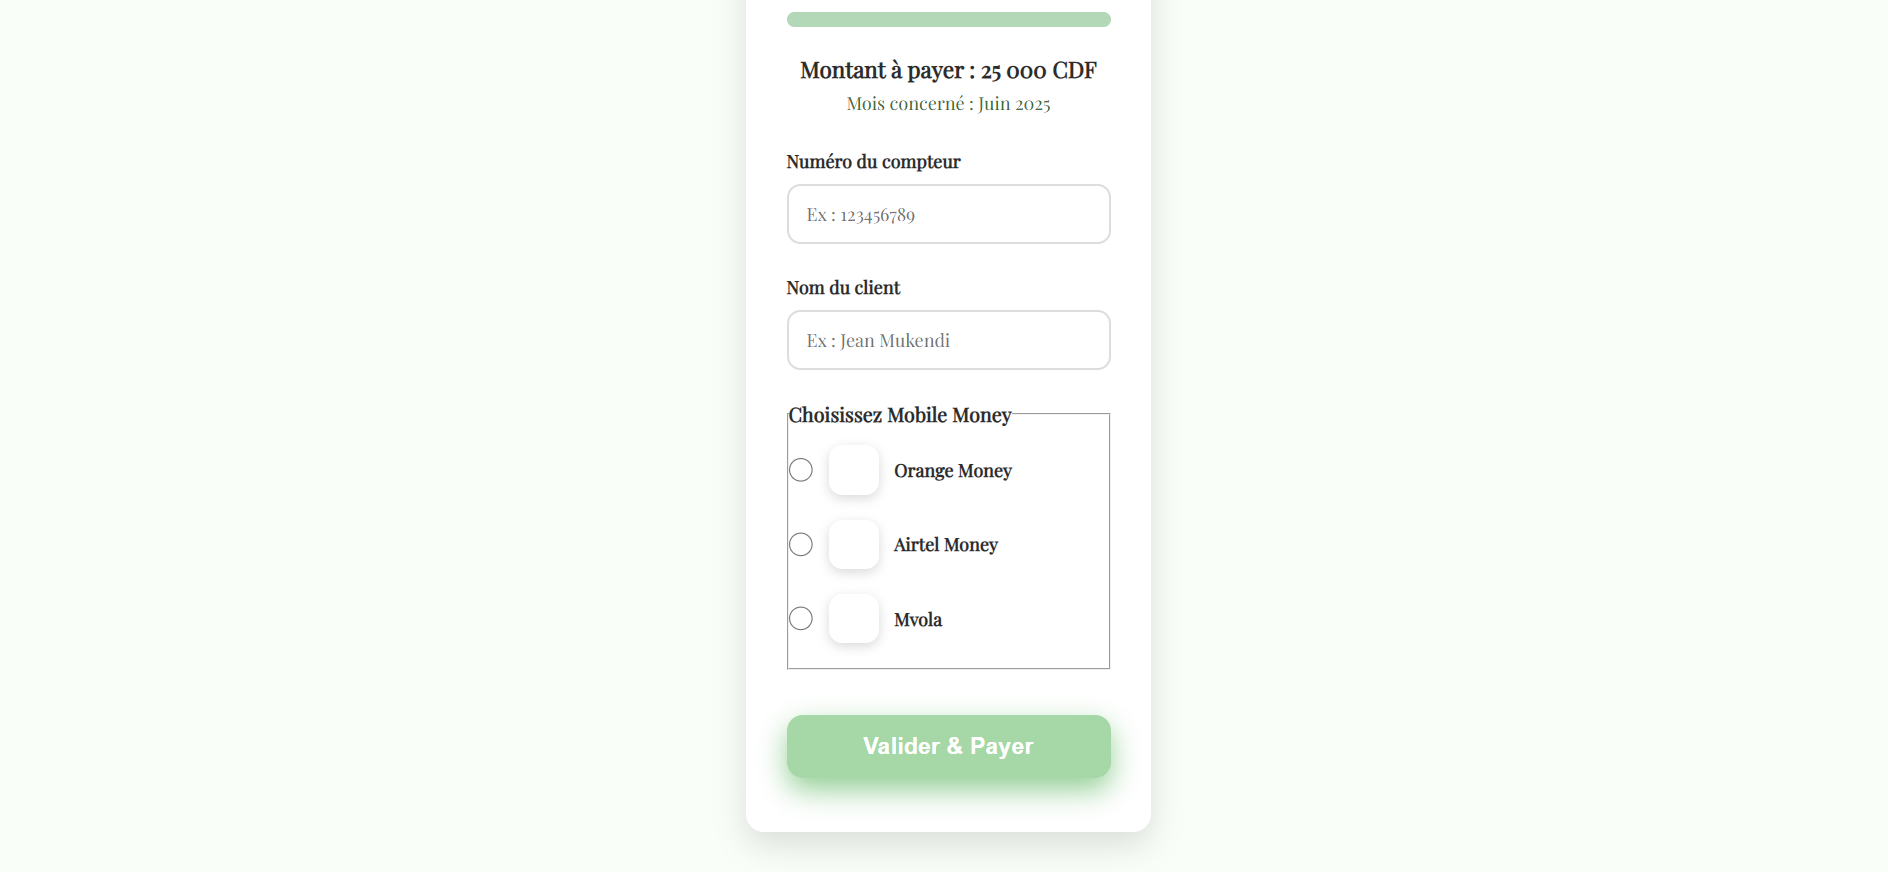 Montant à payer : 25 000 CDF
Mois concerné : Juin 2025
Numéro du compteur
Ex : 123456789
Nom du client
Ex : Jean Mukendi
Choisissez Mobile Money
Orange Money
Airtel Money
Mvola
Valider & Payer